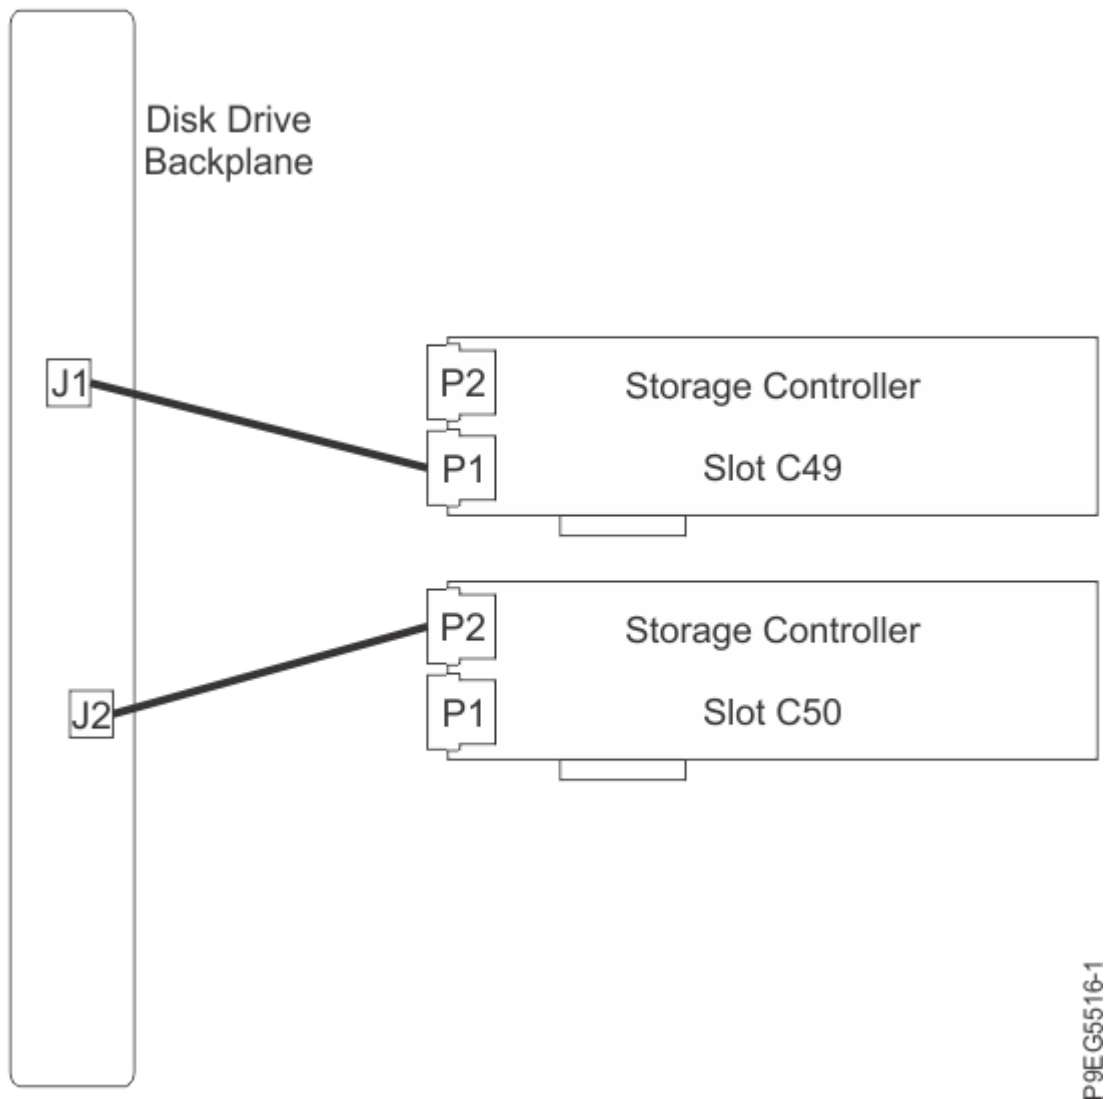 Disk Drive
Backplane
J1
P2
Storage Controller
P1
Slot C49
P2
Storage Controller
J2
P1
Slot C50
P9EG5516-1